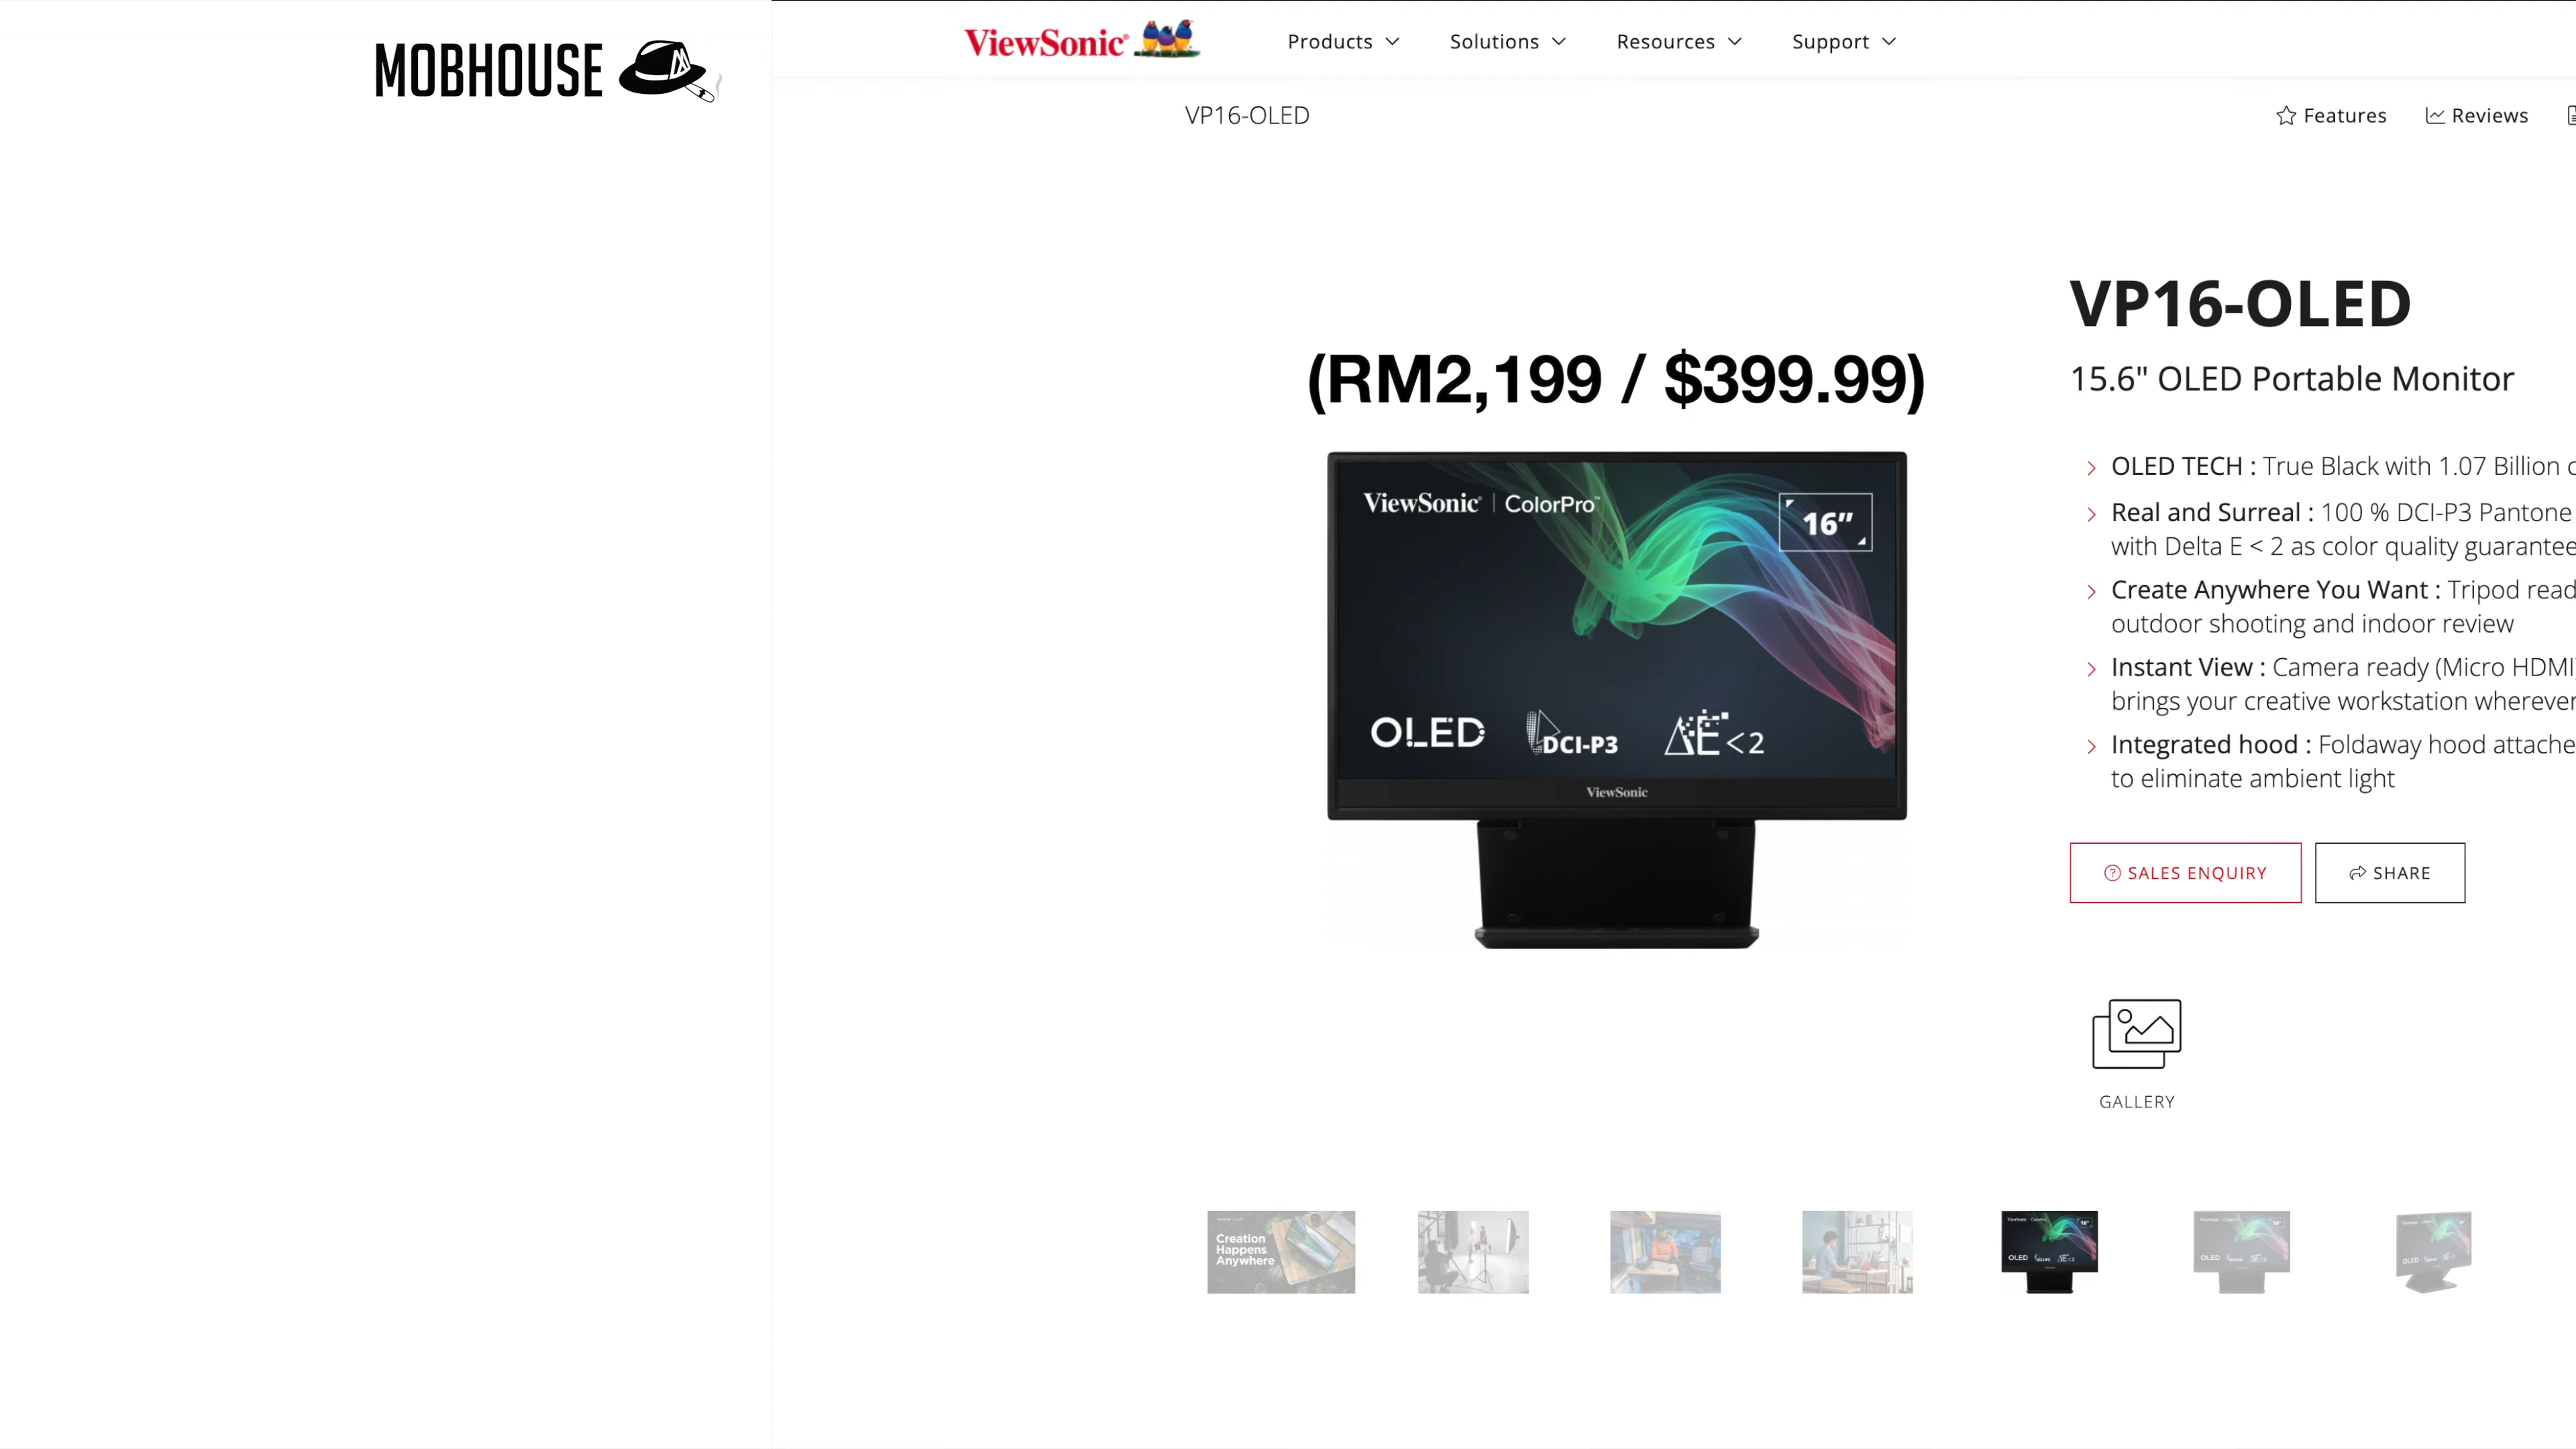 MOBHOUSE
ViewSonic
Products
Solutions
Resources
Support
VP16-OLED
Features
Reviews
VP16-OLED
15.6" OLED Portable Monitor
(RM2,199 / $399.99)
OLED TECH : True Black with 1.07 Billion
Real and Surreal : 100 % DCI-P3 Pantone
with Delta E < 2 as color quality guarantee
Create Anywhere You Want : Tripod read
outdoor shooting and indoor review
Instant View : Camera ready (Micro HDMI
brings your creative workstation wherever
Integrated hood : Foldaway hood attache
to eliminate ambient light
ViewSonic | ColorPro™
16”
OLED
DCI-P3
ΔE<2
ViewSonic
SALES ENQUIRY
SHARE
GALLERY
Creation
Happens
Anywhere
OLED
OLED
OLED